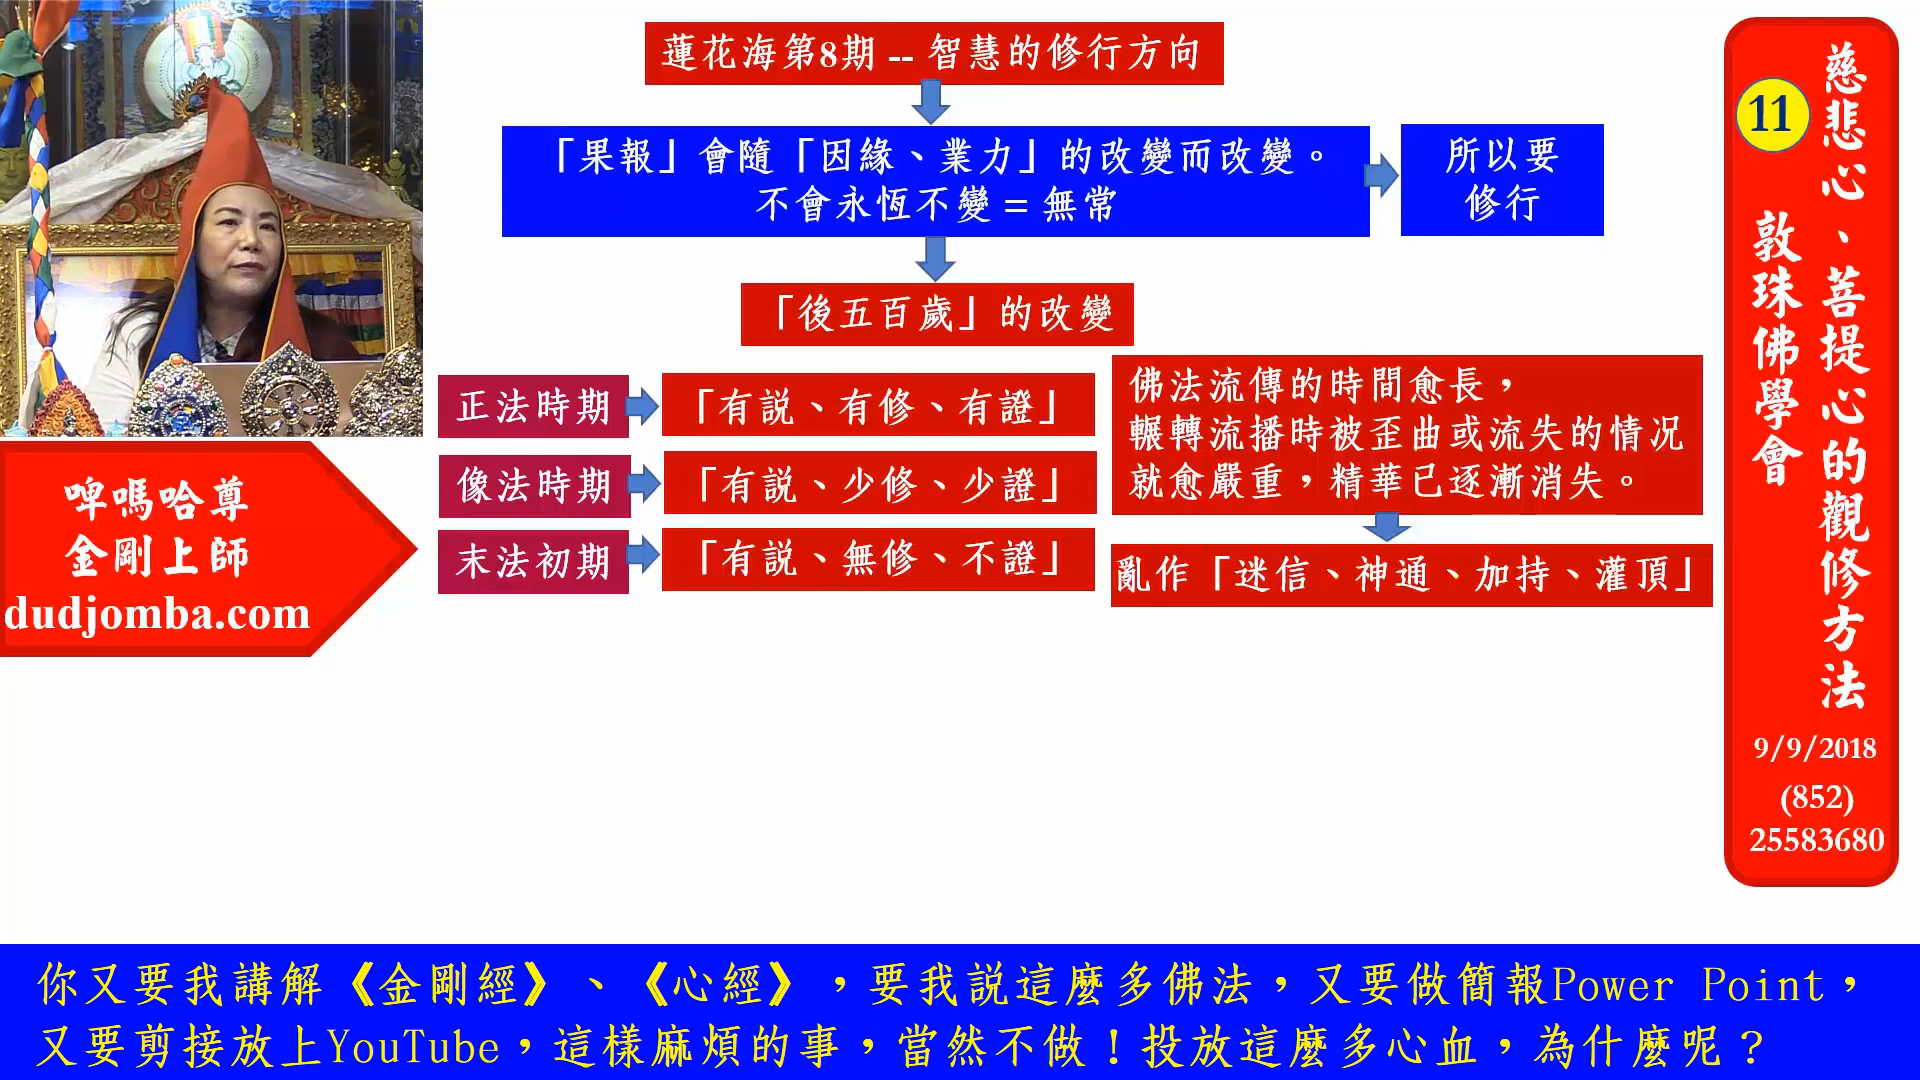 蓮花海第8期 -- 智慧的修行方向
「果報」會隨「因緣、業力」的改變而改變。
不會永恆不變 = 無常
所以要
修行
「後五百歲」的改變
正法時期
「有説、有修、有證」
像法時期
「有説、少修、少證」
末法初期
「有説、無修、不證」
佛法流傳的時間愈長，
輾轉流播時被歪曲或流失的情况
就愈嚴重，精華已逐漸消失。
亂作「迷信、神通、加持、灌頂」
啤嗎哈尊
金剛上師
dudjomba.com
慈悲心、菩提心的觀修方法
11
敦珠佛學會
9/9/2018
(852)
25583680
你又要我講解《金剛經》、《心經》，要我説這麼多佛法，又要做簡報Power Point，
又要剪接放上YouTube，這樣麻煩的事，當然不做！投放這麼多心血，為什麼呢？